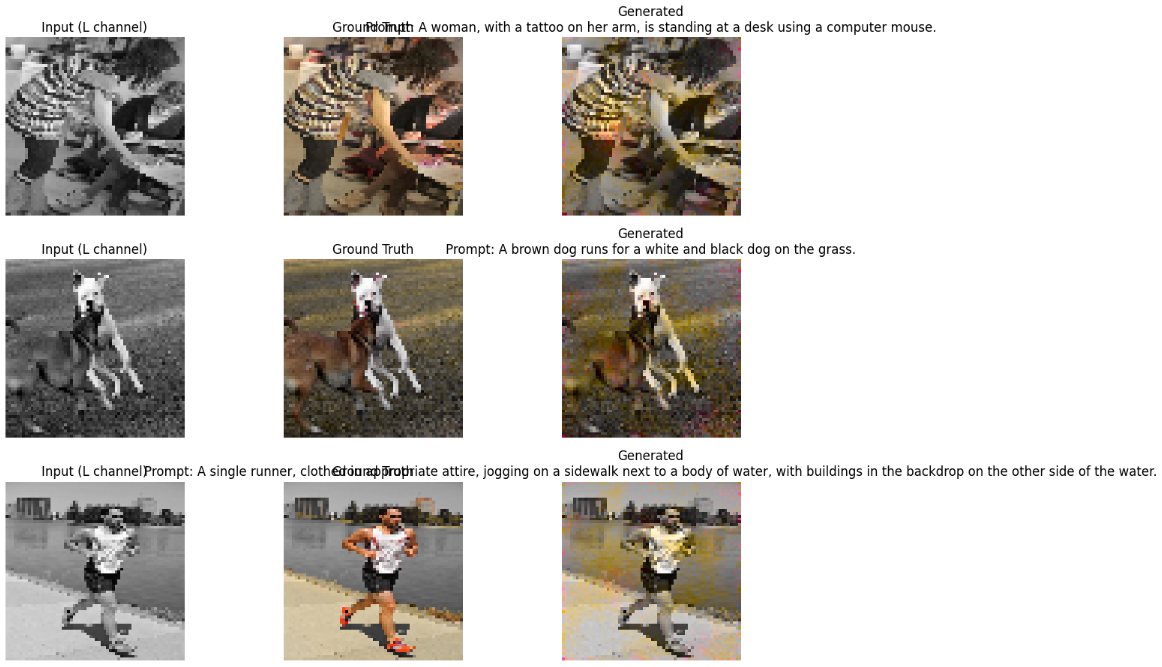 Input (L channel)
Ground Truth
Generated
Prompt: A woman, with a tattoo on her arm, is standing at a desk using a computer mouse.
Input (L channel)
Ground Truth
Generated
Prompt: A brown dog runs for a white and black dog on the grass.
Input (L channel)
Ground Truth
Generated
Prompt: A single runner, clothed in appropriate attire, jogging on a sidewalk next to a body of water, with buildings in the backdrop on the other side of the water.